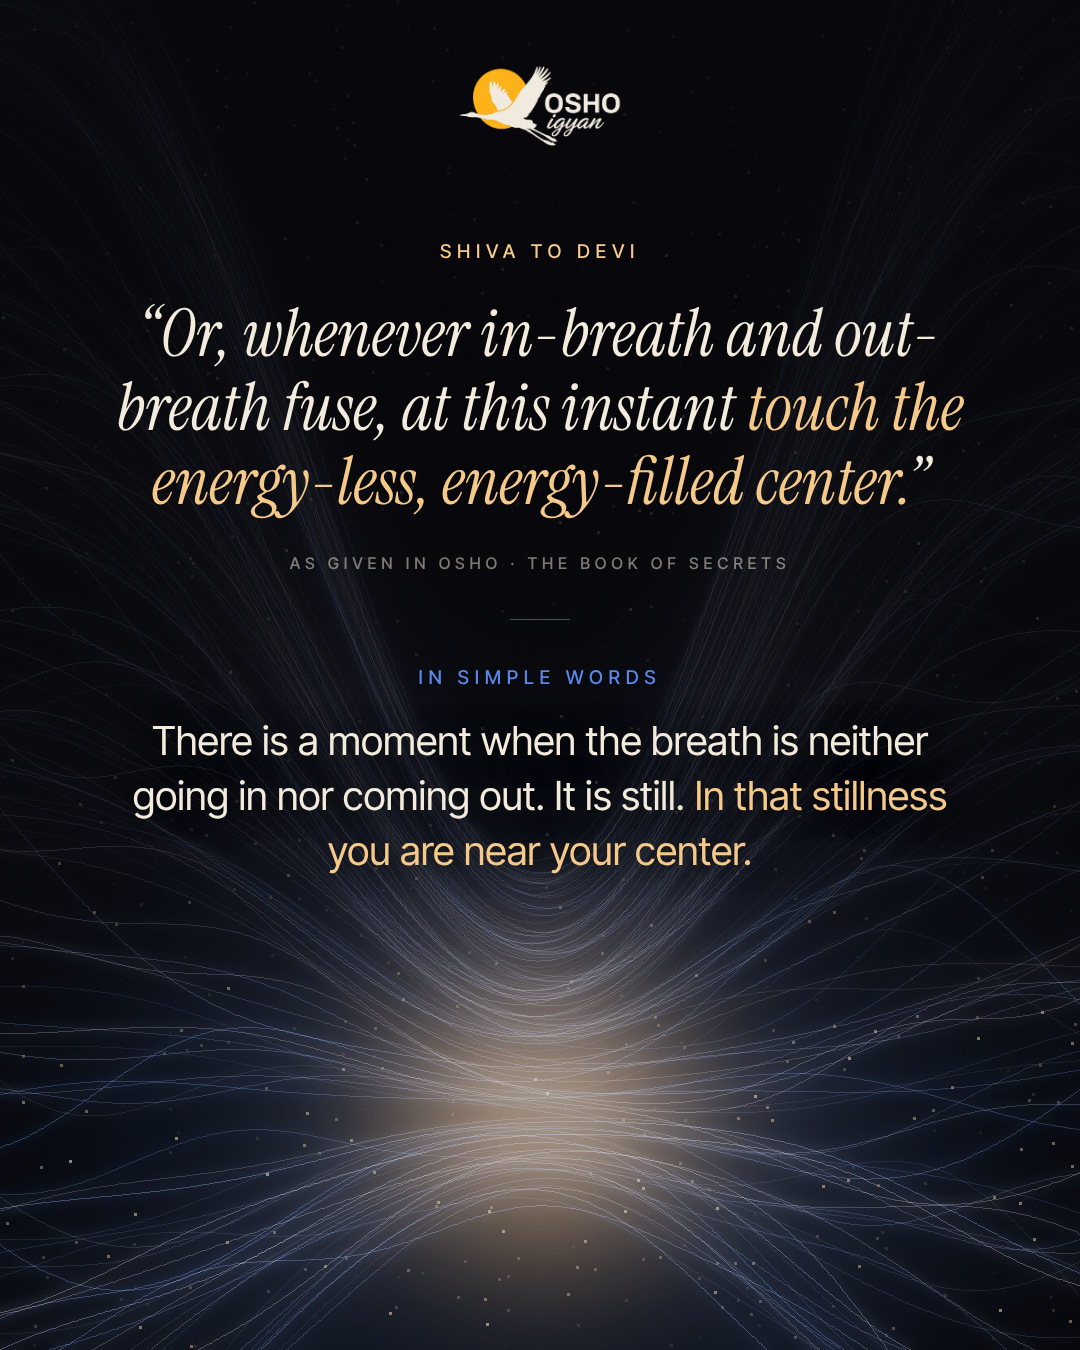 OSHO
igyan
SHIVA TO DEVI
“Or, whenever in-breath and out-
breath fuse, at this instant touch the
energy-less, energy-filled center.”
AS GIVEN IN OSHO · THE BOOK OF SECRETS
IN SIMPLE WORDS
There is a moment when the breath is neither
going in nor coming out. It is still. In that stillness
you are near your center.